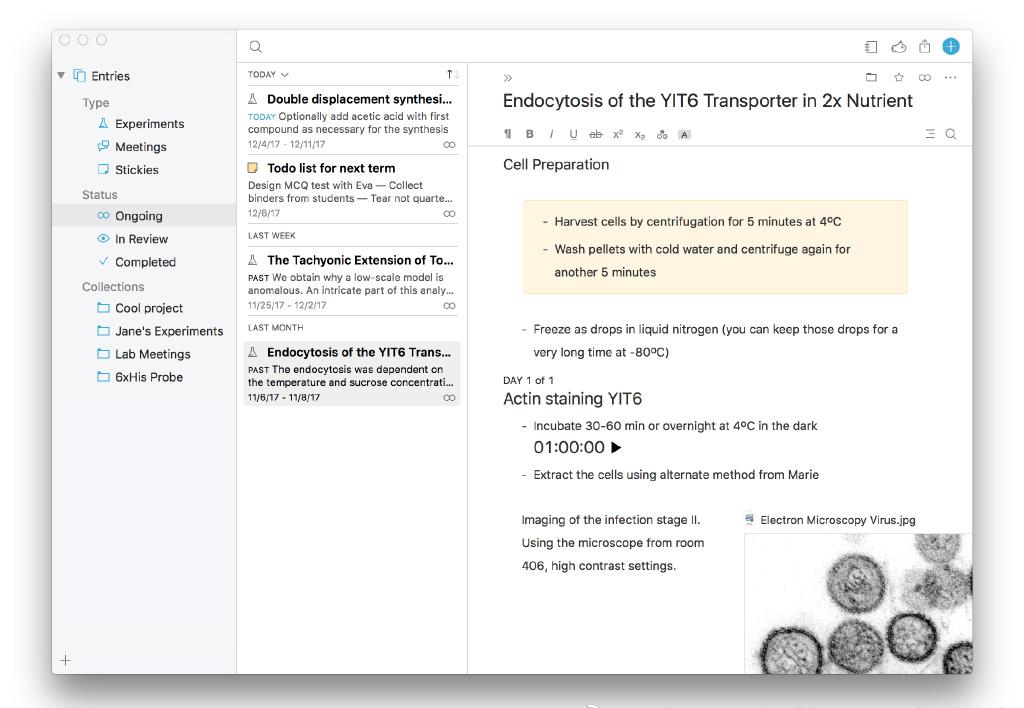 Entries
Type
Experiments
Meetings
Stickies
Status
Ongoing
In Review
Completed
Collections
Cool project
Jane's Experiments
Lab Meetings
6xHis Probe
TODAY
Double displacement synthesi...
TODAY Optionally add acetic acid with first
compound as necessary for the synthesis
12/4/17 - 12/11/17
Todo list for next term
Design MCQ test with Eva — Collect
binders from students — Tear not quarte...
12/6/17
LAST WEEK
The Tachyonic Extension of To...
PAST We obtain why a low-scale model is
anomalous. An intricate part of this analy...
11/25/17 - 12/2/17
LAST MONTH
Endocytosis of the YIT6 Trans...
PAST The endocytosis was dependent on
the temperature and sucrose concentrati...
11/6/17 - 11/8/17
Endocytosis of the YIT6 Transporter in 2x Nutrient
¶ B I U ab x² x₂ A
Cell Preparation
- Harvest cells by centrifugation for 5 minutes at 4ºC
- Wash pellets with cold water and centrifuge again for
another 5 minutes
- Freeze as drops in liquid nitrogen (you can keep those drops for a
very long time at -80ºC)
DAY 1 of 1
Actin staining YIT6
- Incubate 30-60 min or overnight at 4ºC in the dark
01:00:00
- Extract the cells using alternate method from Marie
Imaging of the infection stage II.
Using the microscope from room
406, high contrast settings.
Electron Microscopy Virus.jpg